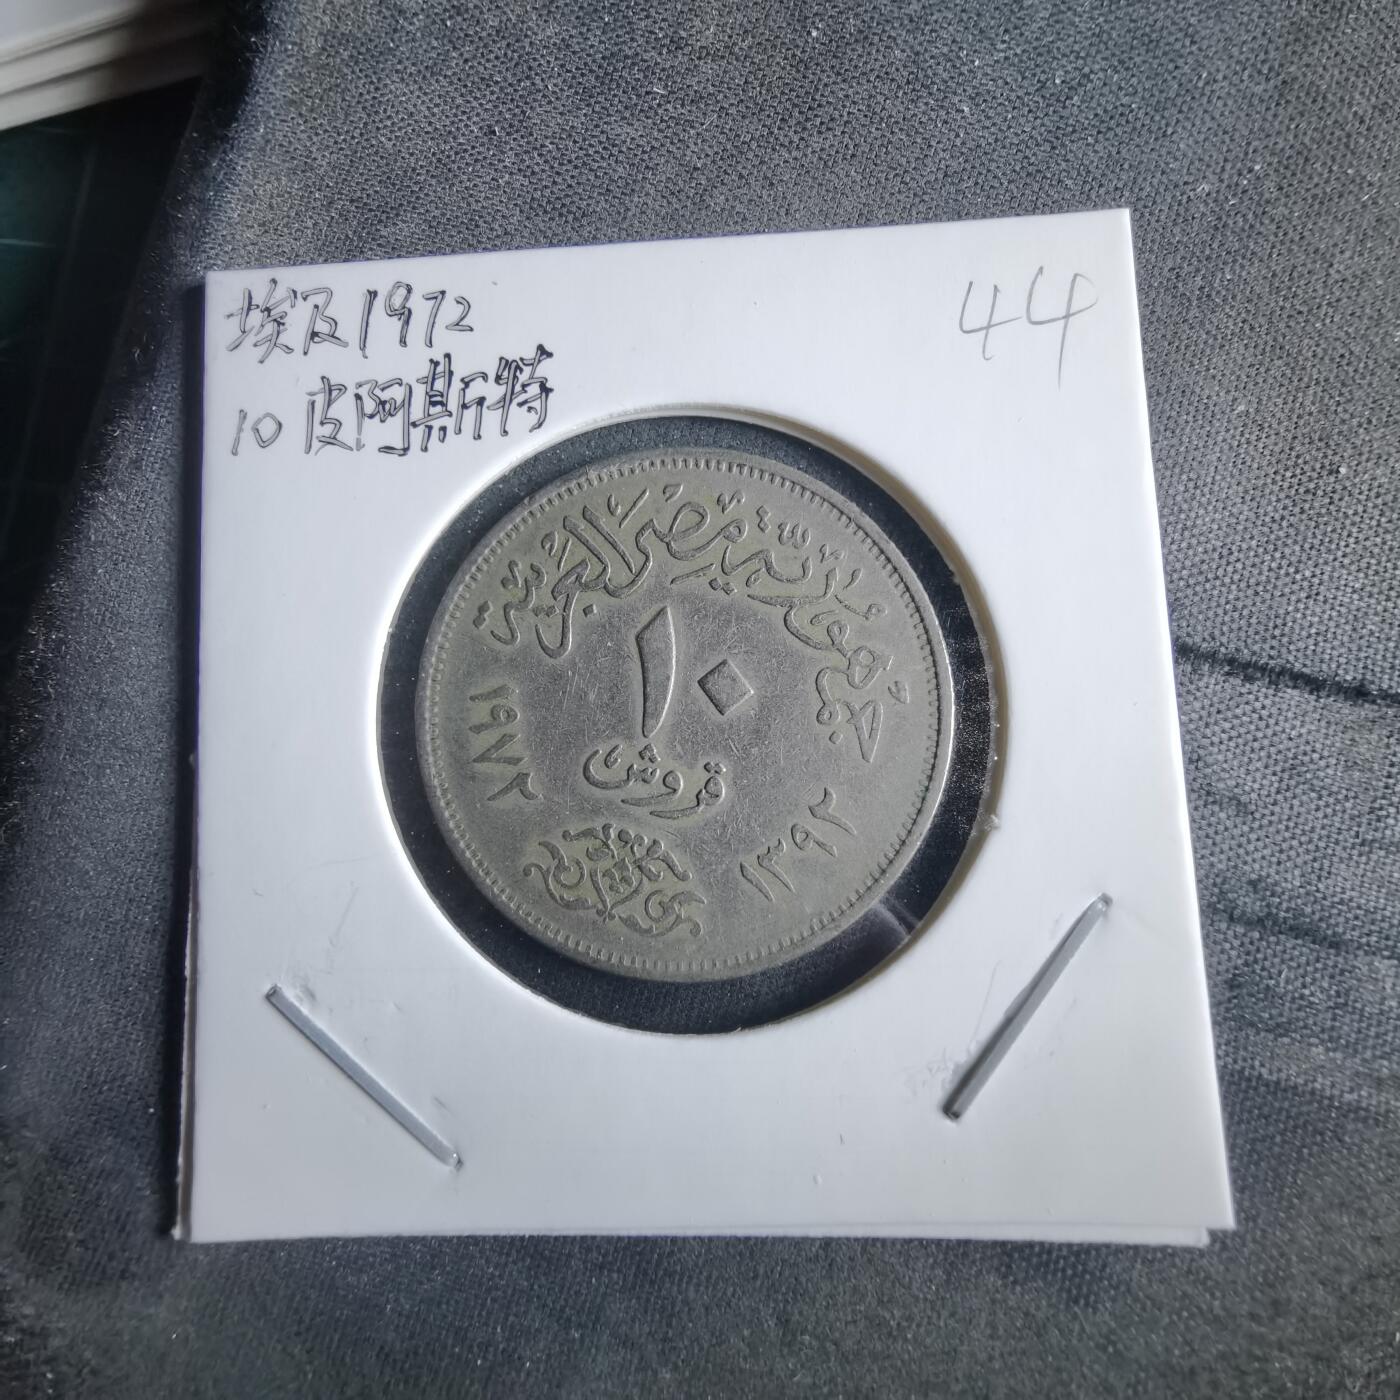 埃及1972
10皮阿斯特
44
جمهورية مصر العربية
١٠
قروش
١٩٧٢
١٣٩٢